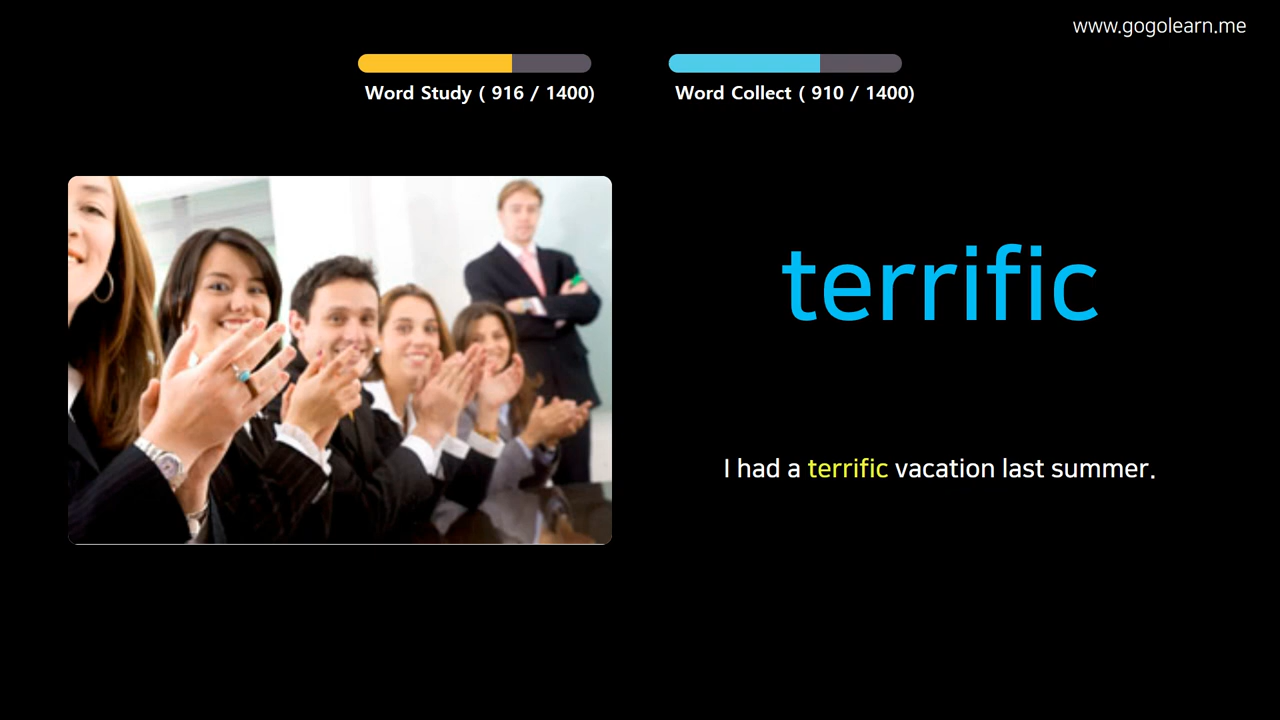 www.gogolearn.me
Word Study ( 916 / 1400)
Word Collect ( 910 / 1400)
terrific
I had a terrific vacation last summer.